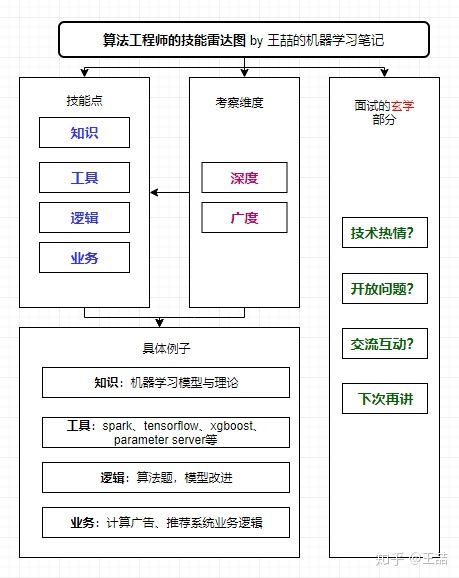 算法工程师的技能雷达图 by 王喆的机器学习笔记
技能点
知识
工具
逻辑
业务
考察维度
深度
广度
面试的玄学
部分
技术热情?
开放问题?
交流互动?
下次再讲
具体例子
知识：机器学习模型与理论
工具：spark、tensorflow、xgboost、
parameter server等
逻辑：算法题，模型改进
业务：计算广告、推荐系统业务逻辑
知乎 @王喆